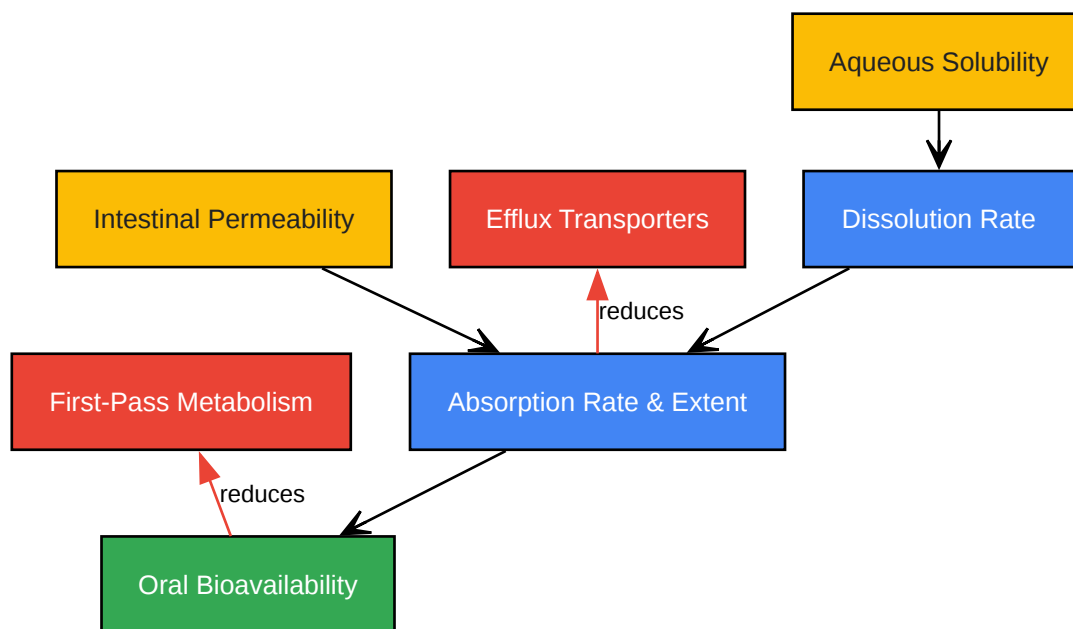 Aqueous Solubility
Intestinal Permeability
Efflux Transporters
Dissolution Rate
reduces
First-Pass Metabolism
Absorption Rate & Extent
reduces
Oral Bioavailability